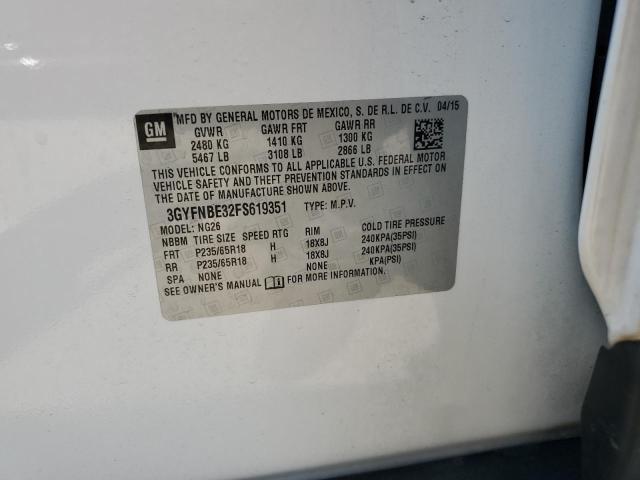 MFD BY GENERAL MOTORS DE MEXICO, S. DE R.L. DE C.V. 04/15
GM
GVWR GAWR FRT GAWR RR
2480 KG 1410 KG 1300 KG
5467 LB 3108 LB 2866 LB
THIS VEHICLE CONFORMS TO ALL APPLICABLE U.S. FEDERAL MOTOR
VEHICLE SAFETY AND THEFT PREVENTION STANDARDS IN EFFECT ON
THE DATE OF MANUFACTURE SHOWN ABOVE.
3GYFNBE32FS619351 TYPE: M.P.V.
MODEL: NG26
NBBM TIRE SIZE SPEED RTG RIM COLD TIRE PRESSURE
FRT P235/65R18 H 18X8J 240KPA(35PSI)
RR P235/65R18 H 18X8J 240KPA(35PSI)
SPA NONE NONE KPA(PSI)
SEE OWNER'S MANUAL FOR MORE INFORMATION.